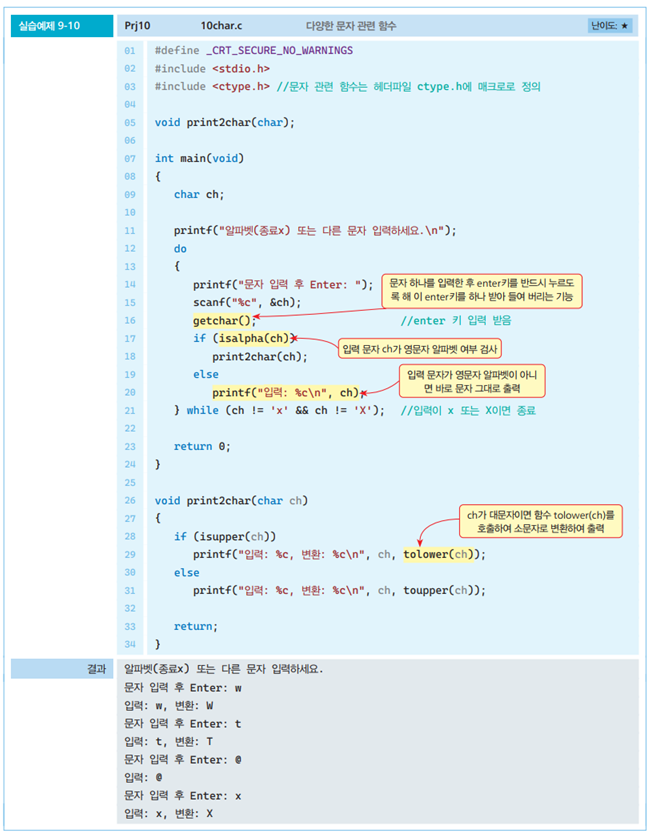 실습예제 9-10 Prj10 10char.c 다양한 문자 관련 함수 난이도: ★
01 #define _CRT_SECURE_NO_WARNINGS
02 #include <stdio.h>
03 #include <ctype.h> //문자 관련 함수는 헤더파일 ctype.h에 매크로로 정의
04
05 void print2char(char);
06
07 int main(void)
08 {
09 char ch;
10
11 printf("알파벳(종료x) 또는 다른 문자 입력하세요.\n");
12 do
13 {
14 printf("문자 입력 후 Enter: ");
문자 하나를 입력한 후 enter키를 반드시 누르도
록 해 이 enter키를 하나 받아 들여 버리는 기능
15 scanf("%c", &ch);
16 getchar(); //enter 키 입력 받음
17 if (isalpha(ch))
입력 문자 ch가 영문자 알파벳 여부 검사
18 print2char(ch);
19 else
입력 문자가 영문자 알파벳이 아니
면 바로 문자 그대로 출력
20 printf("입력: %c\n", ch);
21 } while (ch != 'x' && ch != 'X'); //입력이 x 또는 X이면 종료
22
23 return 0;
24 }
25
26 void print2char(char ch)
27 {
ch가 대문자이면 함수 tolower(ch)를
호출하여 소문자로 변환하여 출력
28 if (isupper(ch))
29 printf("입력: %c, 변환: %c\n", ch, tolower(ch));
30 else
31 printf("입력: %c, 변환: %c\n", ch, toupper(ch));
32
33 return;
34 }
결과 알파벳(종료x) 또는 다른 문자 입력하세요.
문자 입력 후 Enter: w
입력: w, 변환: W
문자 입력 후 Enter: t
입력: t, 변환: T
문자 입력 후 Enter: @
입력: @
문자 입력 후 Enter: x
입력: x, 변환: X